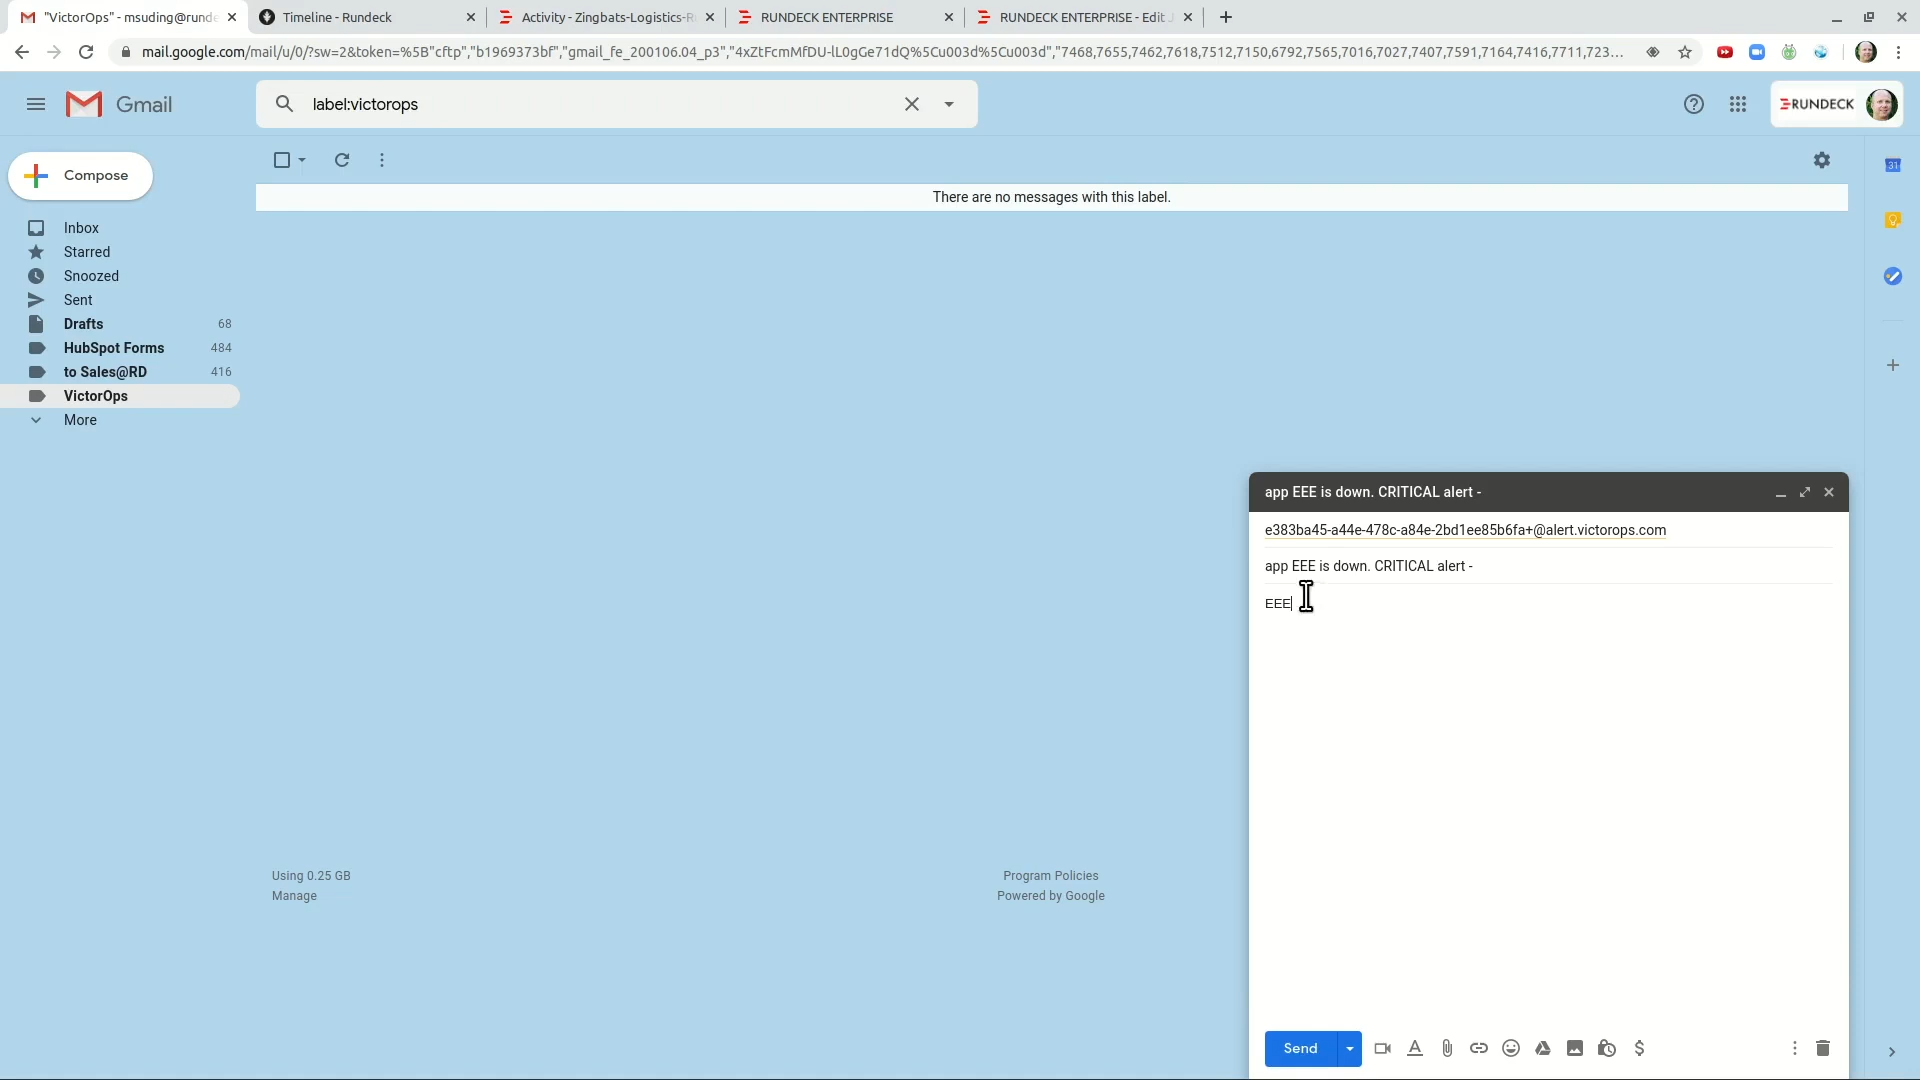 "VictorOps" - msuding@runde
Timeline - Rundeck
Activity - Zingbats-Logistics-R
RUNDECK ENTERPRISE
RUNDECK ENTERPRISE - Edit J
mail.google.com/mail/u/0/?sw=2&token=%5B"cftp","b1969373bf","gmail_fe_200106.04_p3","4xZtFcmMfDU-lL0gGe71dQ%5Cu003d%5Cu003d","7468,7655,7462,7618,7512,7150,6792,7565,7016,7027,7407,7591,7164,7416,7711,723...
Gmail
label:victorops
RUNDECK
Compose
There are no messages with this label.
31
Inbox
Starred
Snoozed
Sent
Drafts 68
HubSpot Forms 484
to Sales@RD 416
VictorOps
More
app EEE is down. CRITICAL alert -
e383ba45-a44e-478c-a84e-2bd1ee85b6fa+@alert.victorops.com
app EEE is down. CRITICAL alert -
EEE
Using 0.25 GB
Manage
Program Policies
Powered by Google
Send